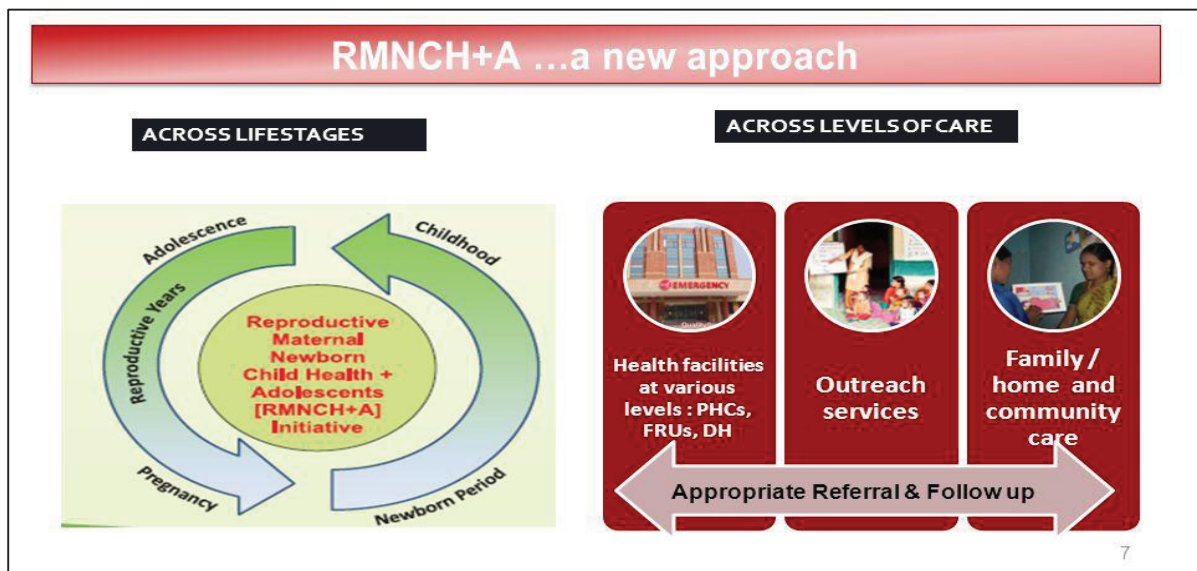 RMNCH+A ...a new approach
ACROSS LIFESTAGES
ACROSS LEVELS OF CARE
Adolescence
Childhood
Reproductive Years
Reproductive
Maternal
Newborn
Child Health +
Adolescents
[RMNCH+A]
Initiative
Pregnancy
Newborn Period
EMERGENCY
Health facilities
at various
levels : PHCs,
FRUs, DH
Outreach
services
Family /
home and
community
care
Appropriate Referral & Follow up
7